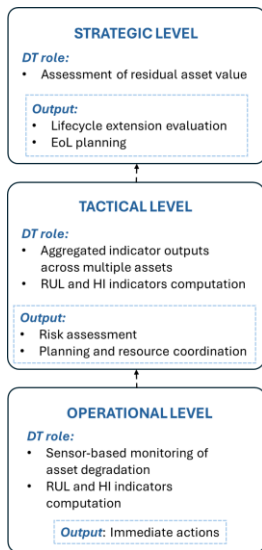 STRATEGIC LEVEL
DT role:
• Assessment of residual asset value
Output:
• Lifecycle extension evaluation
• EoL planning
TACTICAL LEVEL
DT role:
• Aggregated indicator outputs
across multiple assets
• RUL and HI indicators computation
Output:
• Risk assessment
• Planning and resource coordination
OPERATIONAL LEVEL
DT role:
• Sensor-based monitoring of
asset degradation
• RUL and HI indicators
computation
Output: Immediate actions